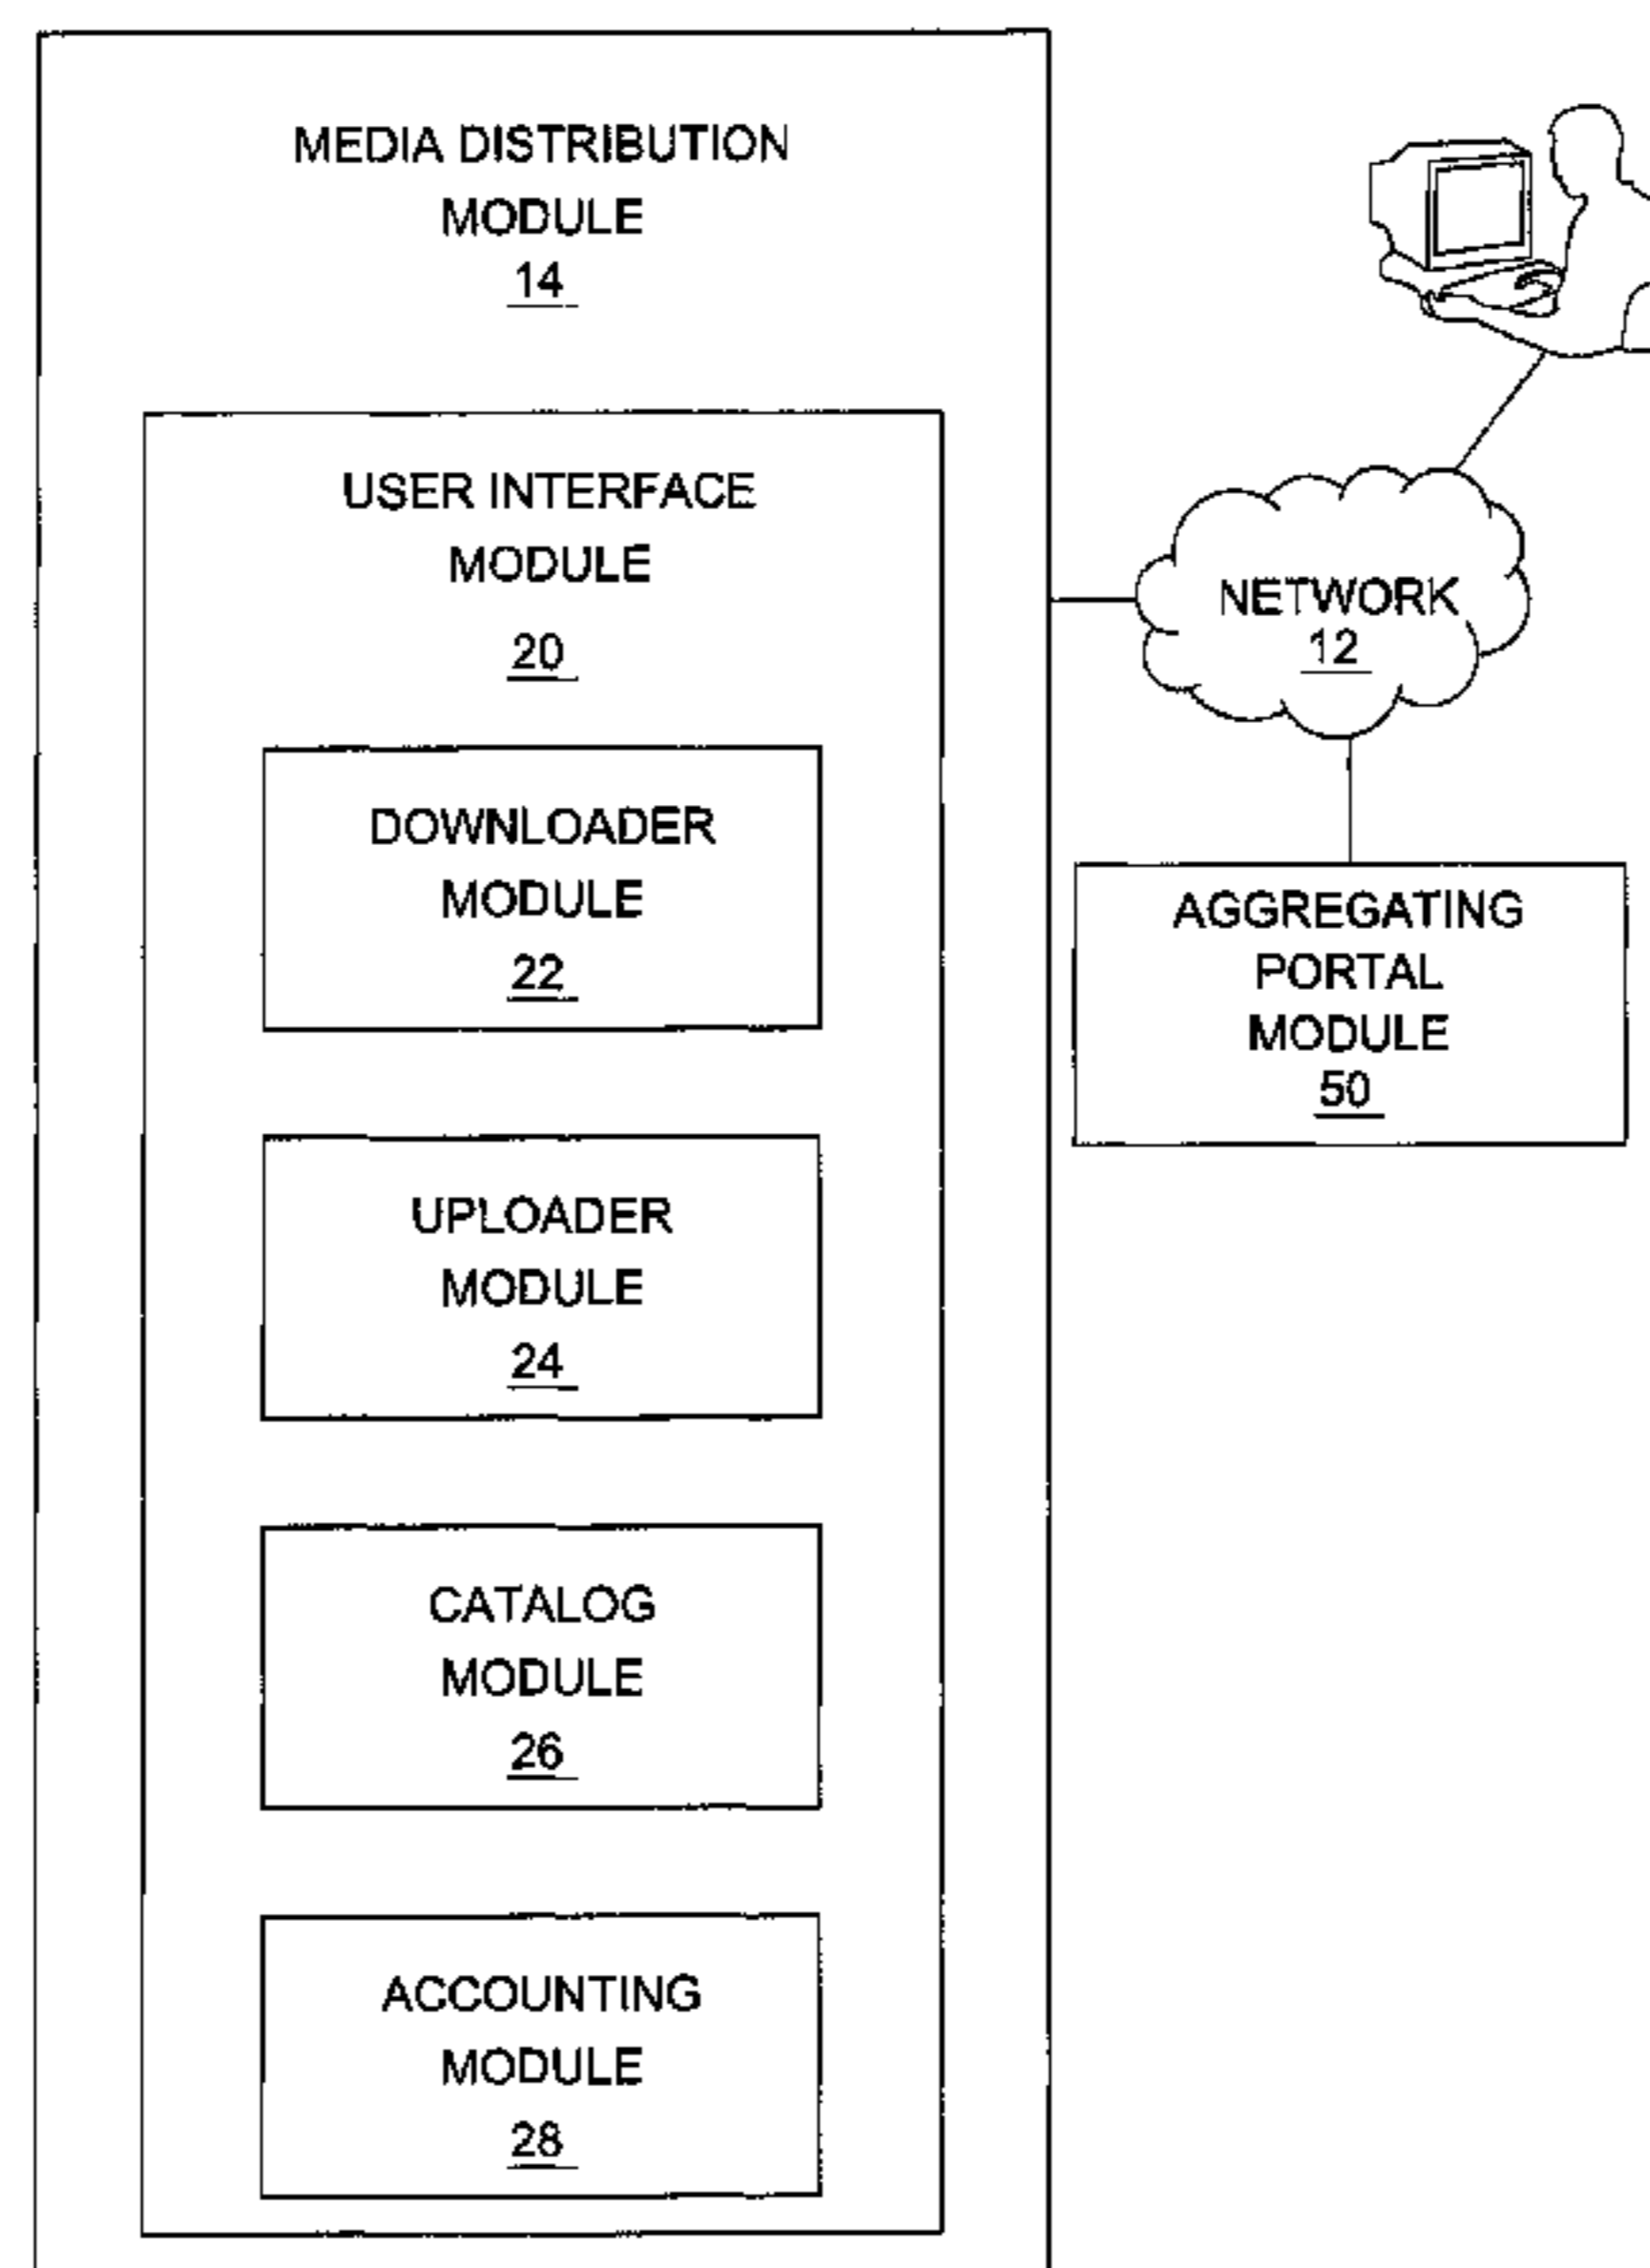 MEDIA DISTRIBUTION
MODULE
14
USER INTERFACE
MODULE
20
DOWNLOADER
MODULE
22
UPLOADER
MODULE
24
CATALOG
MODULE
26
ACCOUNTING
MODULE
28
NETWORK
12
AGGREGATING
PORTAL
MODULE
50